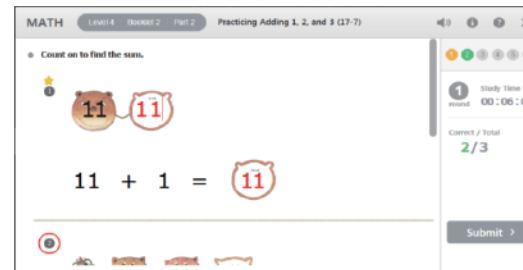 MATH Level 4 Booklet 2 Part 2 Practicing Adding 1, 2, and 3 (17-7)
Count on to find the sum.
1
11 11
11 + 1 = 11
2
1 2 3 4 5
1 round Study Time 00:06:0
Correct / Total
2/3
Submit >